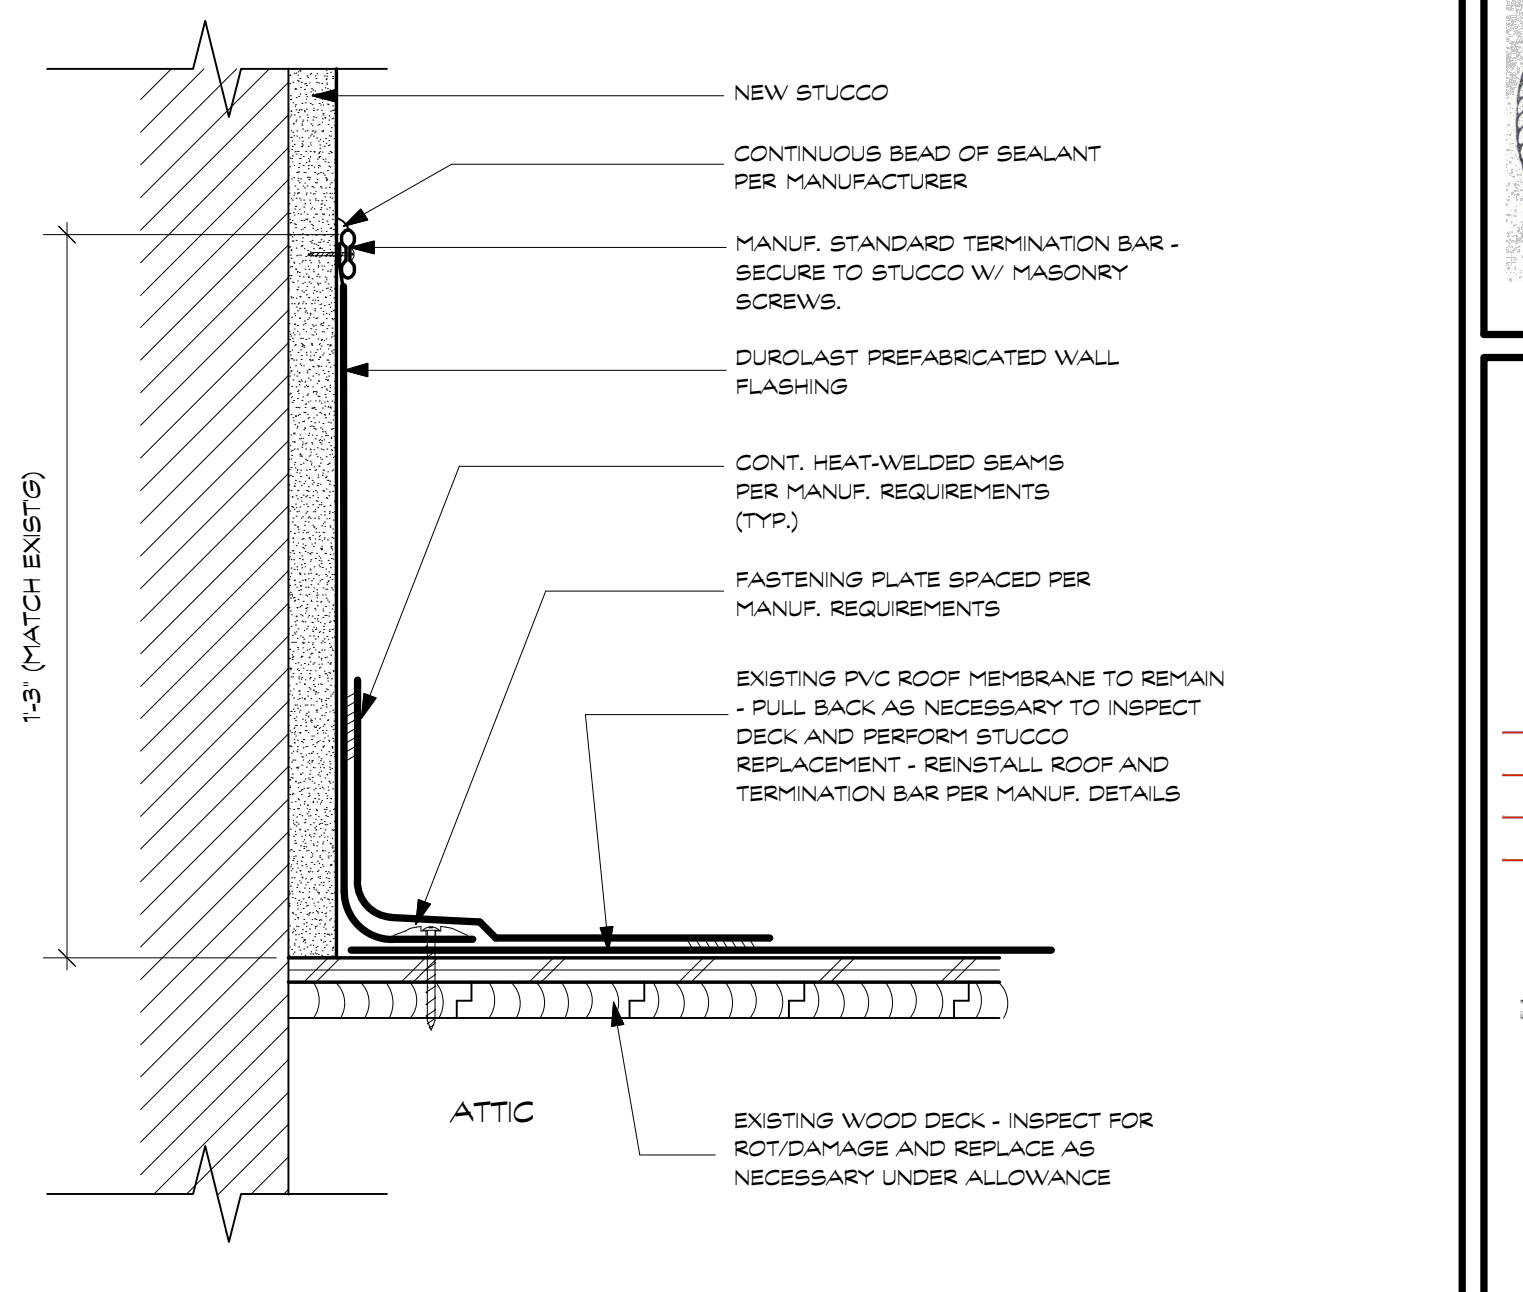 NEW STUCCO
CONTINUOUS BEAD OF SEALANT
PER MANUFACTURER
MANUF. STANDARD TERMINATION BAR -
SECURE TO STUCCO W/ MASONRY
SCREWS.
DUROLAST PREFABRICATED WALL
FLASHING
CONT. HEAT-WELDED SEAMS
PER MANUF. REQUIREMENTS
(TYP.)
FASTENING PLATE SPACED PER
MANUF. REQUIREMENTS
1'-3" (MATCH EXIST'G)
EXISTING PVC ROOF MEMBRANE TO REMAIN
- PULL BACK AS NECESSARY TO INSPECT
DECK AND PERFORM STUCCO
REPLACEMENT - REINSTALL ROOF AND
TERMINATION BAR PER MANUF. DETAILS
ATTIC
EXISTING WOOD DECK - INSPECT FOR
ROT/DAMAGE AND REPLACE AS
NECESSARY UNDER ALLOWANCE